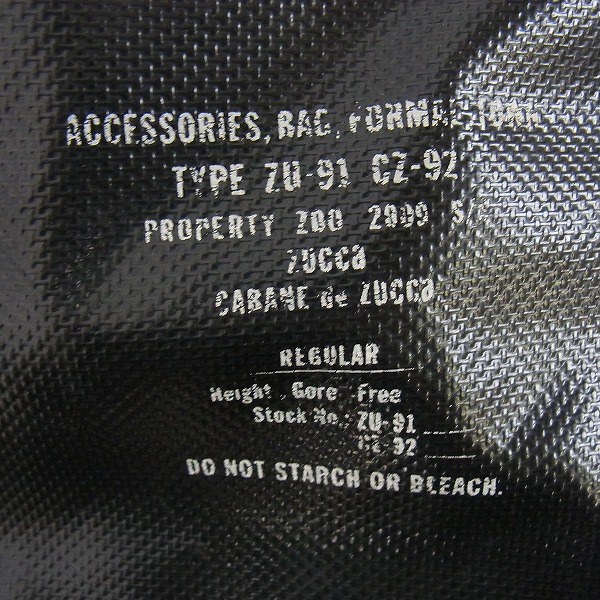 ACCESSORIES, BAG, FORMAL
TYPE ZU-91 CZ-92
PROPERTY ZOO 2009 S/
ZUCCa
CABANE de ZUCCa
REGULAR
Height Gore Free
Stock No. ZU-91
CZ 92
DO NOT STARCH OR BLEACH.